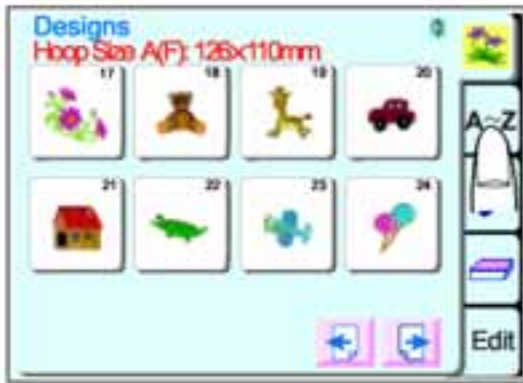 Designs
Hoop Size A(F): 126x110mm
17 18 19 20
A~Z
21 22 23 24
Edit